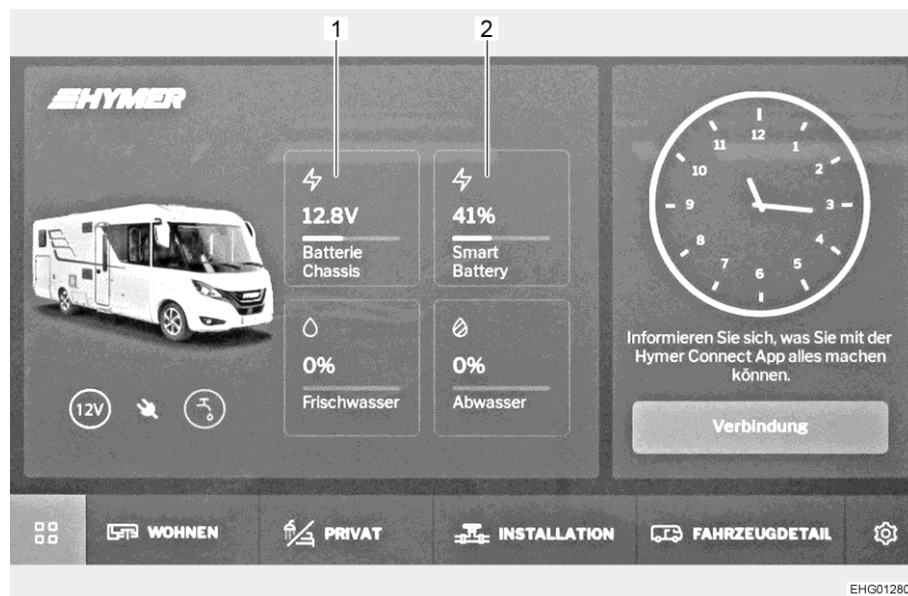 1
2
HYMER
12.8V
Batterie
Chassis
41%
Smart
Battery
0%
Frischwasser
0%
Abwasser
12V
12
1
2
3
4
5
6
7
8
9
10
11
Informieren Sie sich, was Sie mit der
Hymer Connect App alles machen
können.
Verbindung
WOHNEN
PRIVAT
INSTALLATION
FAHRZEUGDETAIL
EHG01280